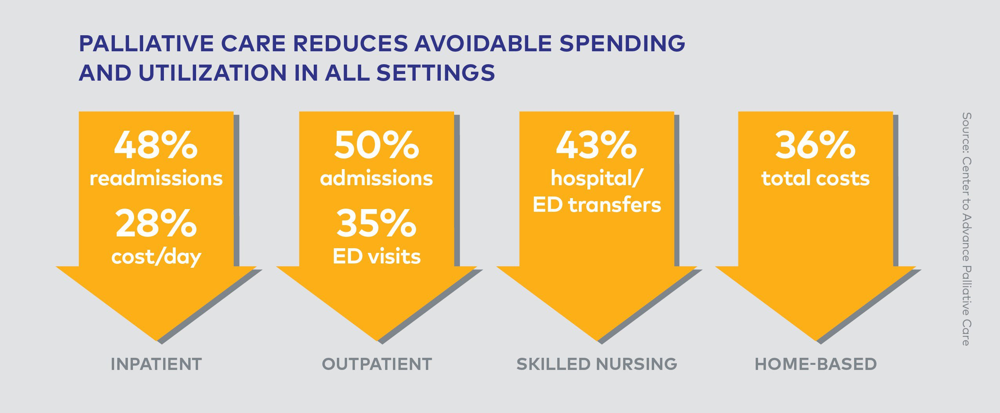 PALLIATIVE CARE REDUCES AVOIDABLE SPENDING
AND UTILIZATION IN ALL SETTINGS
48%
readmissions
28%
cost/day
INPATIENT
50%
admissions
35%
ED visits
OUTPATIENT
43%
hospital/
ED transfers
SKILLED NURSING
36%
total costs
HOME-BASED
Source: Center to Advance Palliative Care